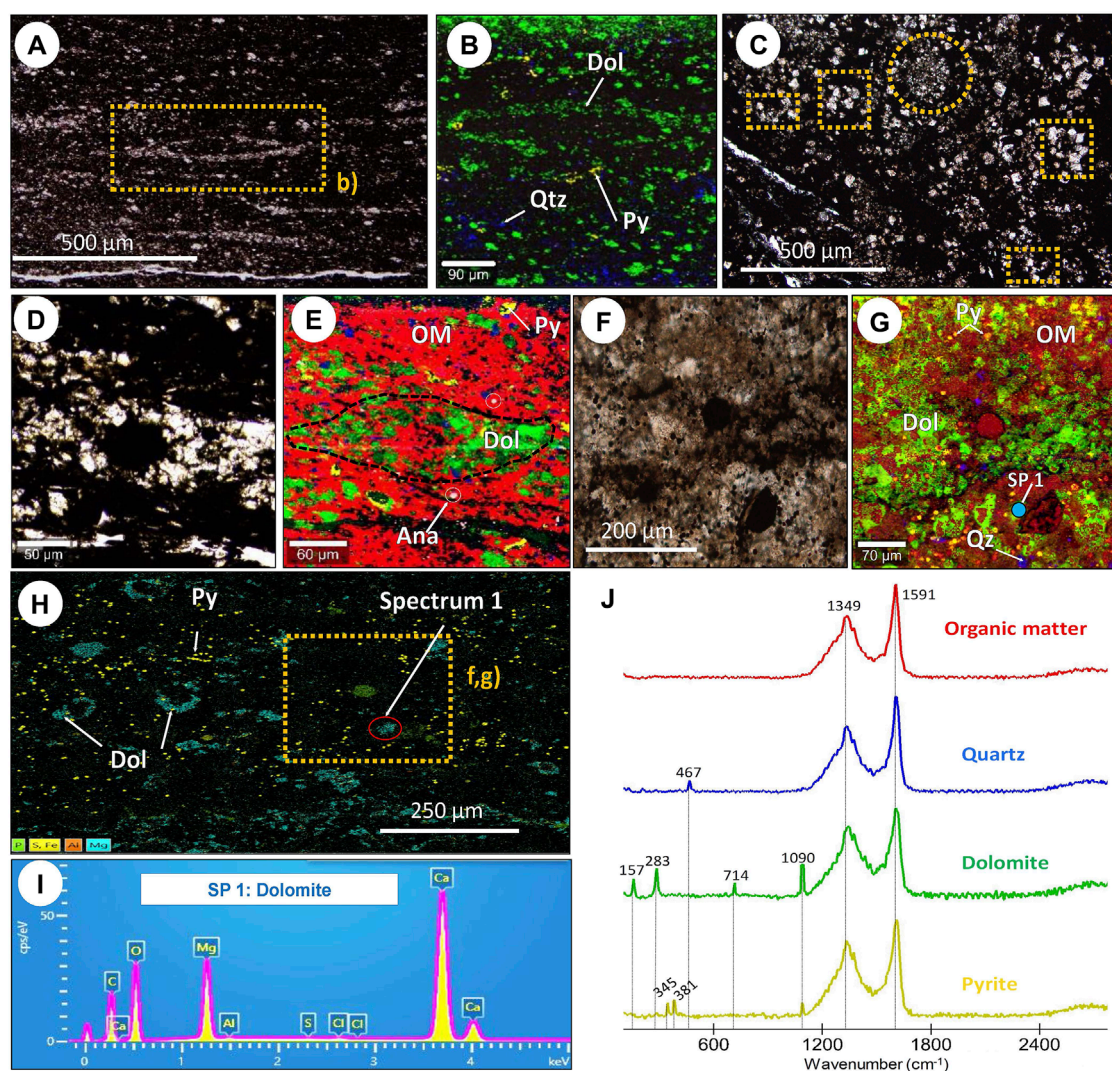 A
b)
500 µm
B
Dol
Qtz
Py
90 µm
C
500 µm
D
50 µm
E
OM
Py
Dol
Ana
60 µm
F
200 µm
G
Py
OM
Dol
SP 1
Qz
70 µm
H
Py
Spectrum 1
f,g)
Dol
250 µm
P S, Fe Al Mg
I
SP 1: Dolomite
cps/eV
50
0
C
Ca
O
Mg
Al
S
Cl
Cl
Ca
Ca
0 1 2 3 4 keV
J
1349
1591
Organic matter
467
Quartz
157
283
714
1090
Dolomite
345
381
Pyrite
600 1200 1800 2400
Wavenumber (cm⁻¹)